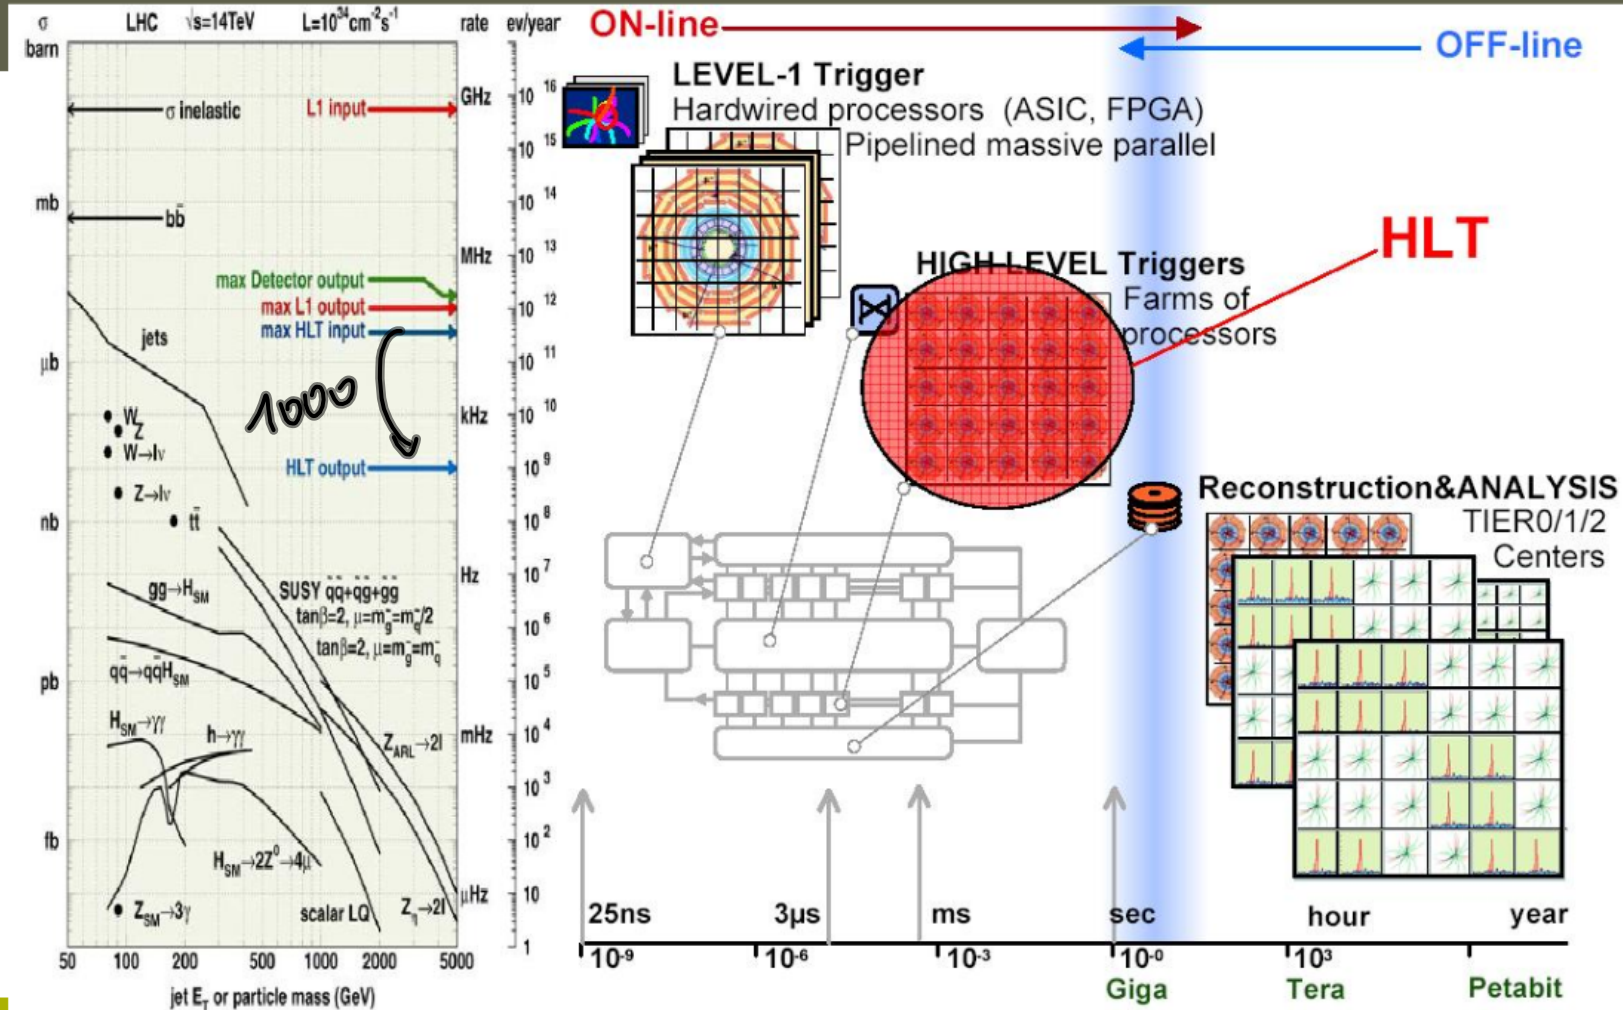 σ LHC √s=14TeV L=10³⁴cm⁻²s⁻¹ rate ev/year
barn
σ inelastic
L1 input
GHz
mb
bb̄
MHz
max Detector output
max L1 output
max HLT input
jets
μb
1000
kHz
W
Z
W→lν
HLT output
Z→lν
nb
tt̄
Hz
gg→H_SM
SUSY q̃q̃+q̃g̃+g̃g̃
tanβ=2, μ=m_g̃=m_q̃/2
tanβ=2, μ=m_g̃=m_q̃
qq̄→qq̄H_SM
pb
H_SM→γγ
h→γγ
mHz
Z_ARL→2l
fb
H_SM→2Z⁰→4μ
μHz
Z_SM→3γ
scalar LQ
Z_η→2l
50 100 200 500 1000 2000 5000
jet E_T or particle mass (GeV)
10¹⁶
10¹⁵
10¹⁴
10¹³
10¹²
10¹¹
10¹⁰
10⁹
10⁸
10⁷
10⁶
10⁵
10⁴
10³
10²
10
1
ON-line
OFF-line
LEVEL-1 Trigger
Hardwired processors (ASIC, FPGA)
Pipelined massive parallel
HLT
HIGH LEVEL Triggers
Farms of
processors
Reconstruction&ANALYSIS
TIER0/1/2
Centers
25ns 3μs ms sec hour year
10⁻⁹ 10⁻⁶ 10⁻³ 10⁻⁰ 10³
Giga Tera Petabit